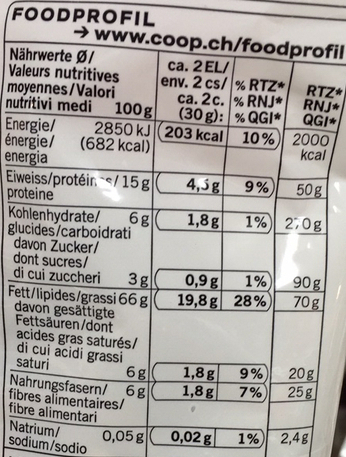 FOODPROFIL
→ www.coop.ch/foodprofil
Nährwerte Ø/
Valeurs nutritives
moyennes/Valori
nutritivi medi 100g
ca. 2 EL/
env. 2 cs/
ca. 2 c.
(30 g):
% RTZ*
% RNJ*
% QGI*
RTZ*
RNJ*
QGI*
Energie/ 2850 kJ (203 kcal 10%) 2000
énergie/ (682 kcal) kcal
energia
Eiweiss/protéines/ 15 g 4,5 g 9% 50g
proteine
Kohlenhydrate/ 6g 1,8g 1% 270g
glucides/carboidrati
davon Zucker/
dont sucres/
di cui zuccheri 3g 0,9g 1% 90g
Fett/lipides/grassi 66 g 19,8g 28% 70g
davon gesättigte
Fettsäuren/dont
acides gras saturés/
di cui acidi grassi
saturi 6g 1,8g 9% 20g
Nahrungsfasern/ 6g 1,8g 7% 25g
fibres alimentaires/
fibre alimentari
Natrium/ 0,05g 0,02g 1% 2,4g
sodium/sodio